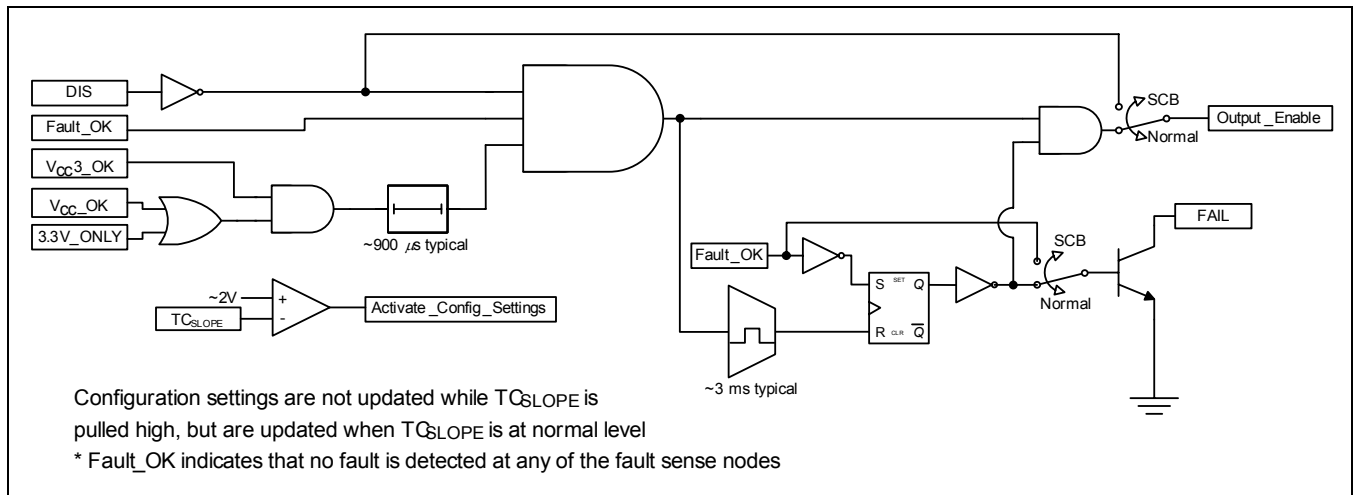 DIS
Fault_OK
VCC3_OK
VCC_OK
3.3V_ONLY
~900 µs typical
SCB
Normal
Output_Enable
Fault_OK
SCB
Normal
FAIL
S SET Q
R CLR Q
~3 ms typical
~2V
+
-
TCSLOPE
Activate_Config_Settings
Configuration settings are not updated while TCSLOPE is
pulled high, but are updated when TCSLOPE is at normal level
* Fault_OK indicates that no fault is detected at any of the fault sense nodes